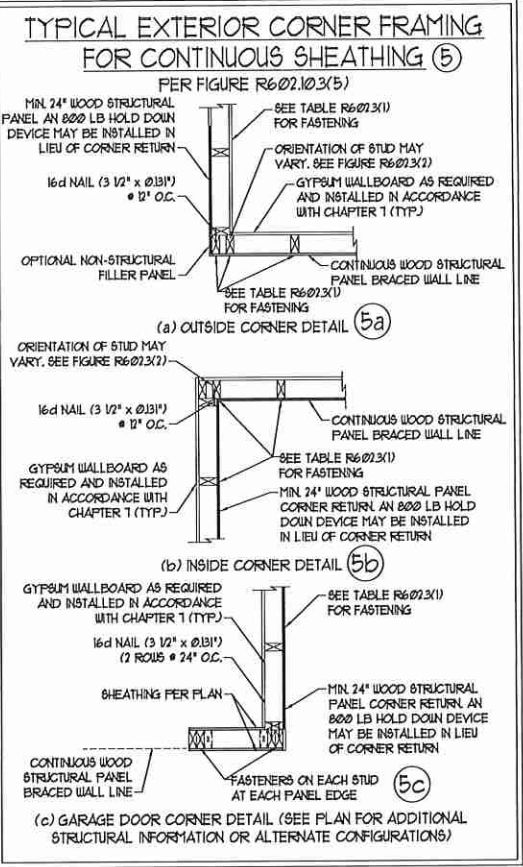 TYPICAL EXTERIOR CORNER FRAMING
FOR CONTINUOUS SHEATHING 5
PER FIGURE R602.10.3(5)
MIN. 24" WOOD STRUCTURAL
PANEL AN 800 LB HOLD DOWN
DEVICE MAY BE INSTALLED IN
LIEU OF CORNER RETURN
SEE TABLE R602.3(1)
FOR FASTENING
ORIENTATION OF STUD MAY
VARY. SEE FIGURE R602.3(2)
16d NAIL (3 1/2" x 0.131")
@ 12" O.C.
GYPSUM WALLBOARD AS REQUIRED
AND INSTALLED IN ACCORDANCE
WITH CHAPTER 7 (TYP.)
OPTIONAL NON-STRUCTURAL
FILLER PANEL
CONTINUOUS WOOD STRUCTURAL
PANEL BRACED WALL LINE
SEE TABLE R602.3(1)
FOR FASTENING
(a) OUTSIDE CORNER DETAIL 5a
ORIENTATION OF STUD MAY
VARY. SEE FIGURE R602.3(2)
16d NAIL (3 1/2" x 0.131")
@ 12" O.C.
CONTINUOUS WOOD STRUCTURAL
PANEL BRACED WALL LINE
GYPSUM WALLBOARD AS
REQUIRED AND INSTALLED
IN ACCORDANCE WITH
CHAPTER 7 (TYP.)
SEE TABLE R602.3(1)
FOR FASTENING
MIN. 24" WOOD STRUCTURAL PANEL
CORNER RETURN. AN 800 LB HOLD
DOWN DEVICE MAY BE INSTALLED
IN LIEU OF CORNER RETURN
(b) INSIDE CORNER DETAIL 5b
GYPSUM WALLBOARD AS REQUIRED
AND INSTALLED IN ACCORDANCE
WITH CHAPTER 7 (TYP.)
SEE TABLE R602.3(1)
FOR FASTENING
16d NAIL (3 1/2" x 0.131")
(2 ROWS @ 24" O.C.
SHEATHING PER PLAN
MIN. 24" WOOD STRUCTURAL
PANEL CORNER RETURN. AN
800 LB HOLD DOWN DEVICE
MAY BE INSTALLED IN LIEU
OF CORNER RETURN
CONTINUOUS WOOD
STRUCTURAL PANEL
BRACED WALL LINE
FASTENERS ON EACH STUD
AT EACH PANEL EDGE
5c
(c) GARAGE DOOR CORNER DETAIL (SEE PLAN FOR ADDITIONAL
STRUCTURAL INFORMATION OR ALTERNATE CONFIGURATIONS)